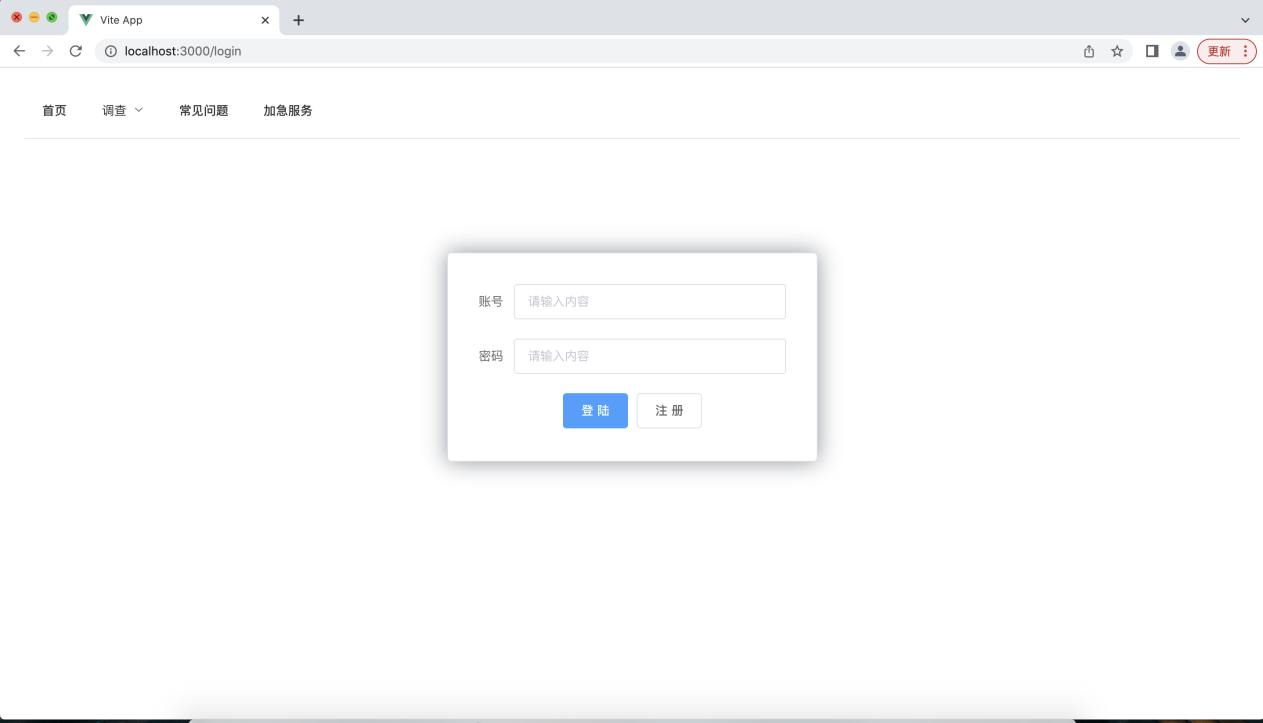 Vite App
localhost:3000/login
更新
首页 调查 常见问题 加急服务
账号 请输入内容
密码 请输入内容
登 陆 注 册